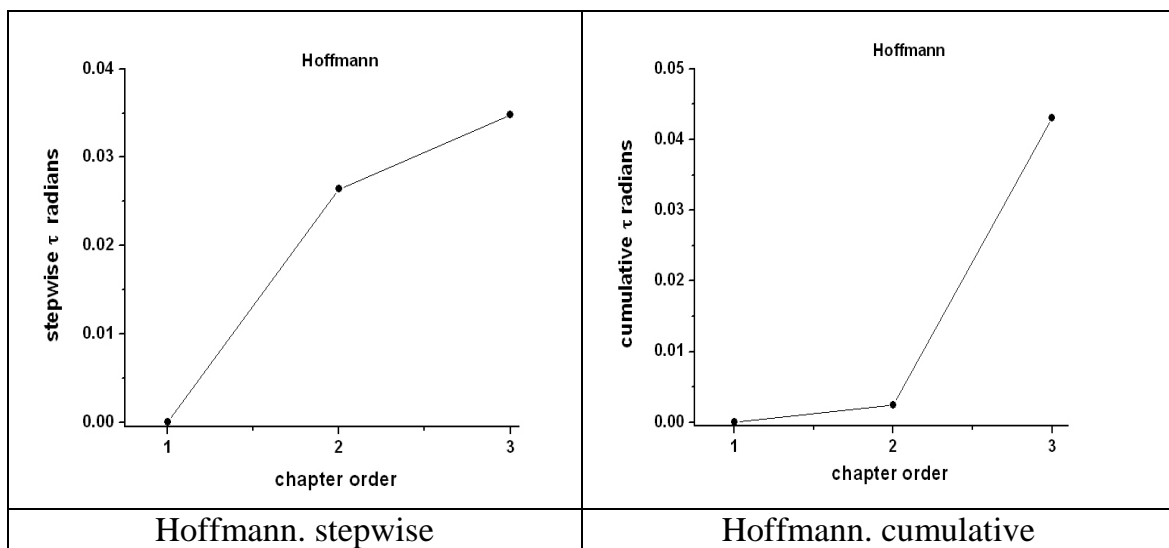 Hoffmann
0.04
0.03
0.02
0.01
0.00
stepwise τ radians
1 2 3
chapter order
Hoffmann. stepwise
Hoffmann
0.05
0.04
0.03
0.02
0.01
0.00
cumulative τ radians
1 2 3
chapter order
Hoffmann. cumulative